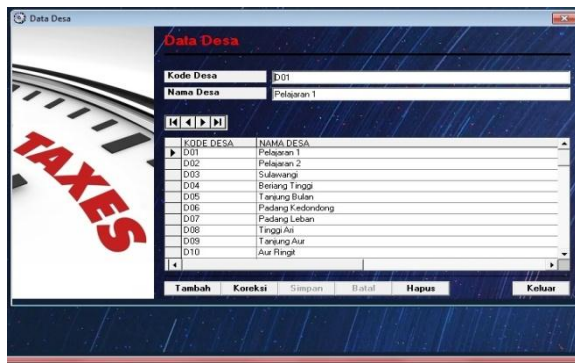 Data Desa
Data Desa
Kode Desa D01
Nama Desa Pelajaran 1
TAXES
KODE DESA NAMA DESA
D01 Pelajaran 1
D02 Pelajaran 2
D03 Sulawangi
D04 Beriang Tinggi
D05 Tanjung Bulan
D06 Padang Kedondong
D07 Padang Leban
D08 Tinggi Ari
D09 Tanjung Aur
D10 Aur Ringit
Tambah Koreksi Simpan Batal Hapus Keluar